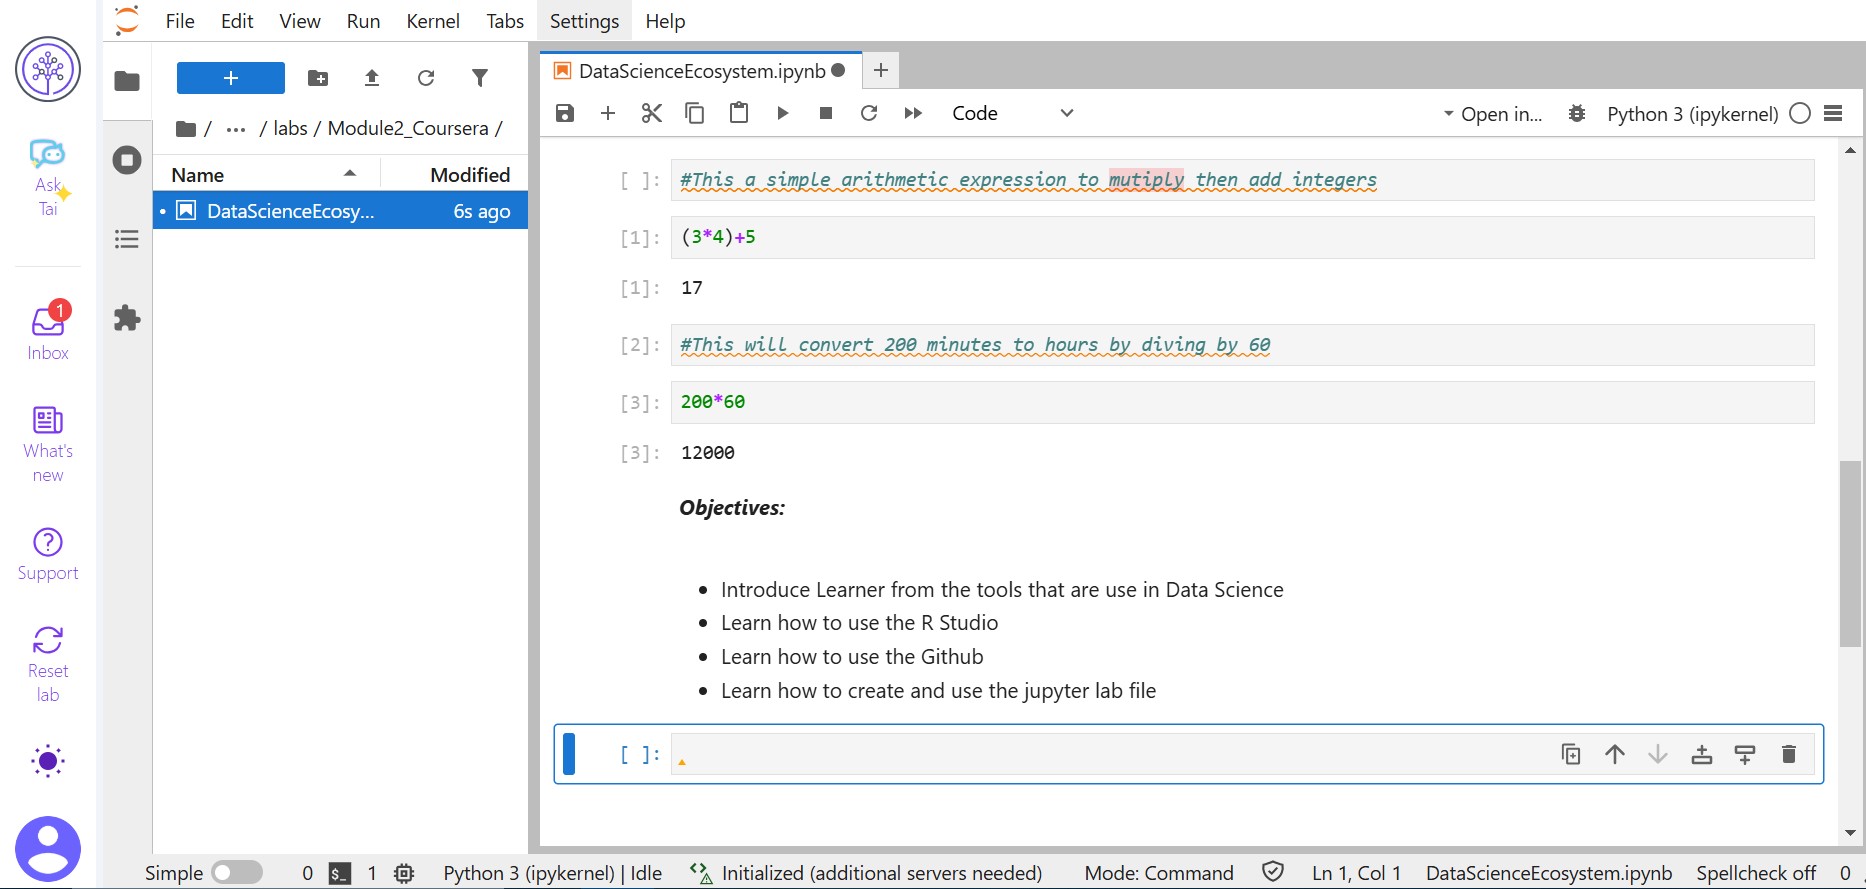 File Edit View Run Kernel Tabs Settings Help
Ask
Tai
1
Inbox
What's
new
Support
Reset
lab
+
/ ... / labs / Module2_Coursera /
Name Modified
• DataScienceEcosy... 6s ago
DataScienceEcosystem.ipynb
Code
Open in... Python 3 (ipykernel)
[ ]: #This a simple arithmetic expression to mutiply then add integers
[1]: (3*4)+5
[1]: 17
[2]: #This will convert 200 minutes to hours by diving by 60
[3]: 200*60
[3]: 12000
Objectives:
• Introduce Learner from the tools that are use in Data Science
• Learn how to use the R Studio
• Learn how to use the Github
• Learn how to create and use the jupyter lab file
[ ]:
Simple 0 $_ 1 Python 3 (ipykernel) | Idle Initialized (additional servers needed) Mode: Command Ln 1, Col 1 DataScienceEcosystem.ipynb Spellcheck off 0